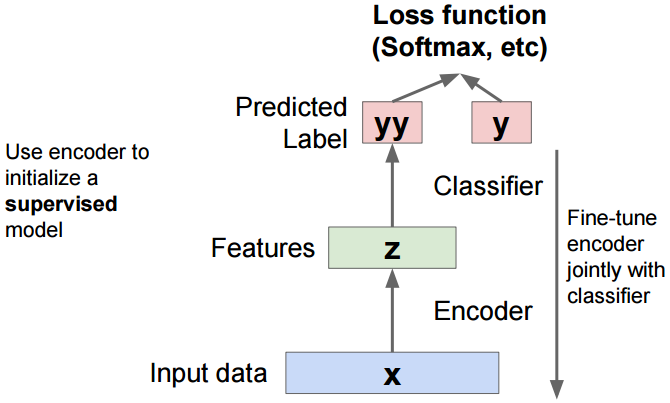 Loss function
(Softmax, etc)
Predicted
Label
yy
y
Use encoder to
initialize a
supervised
model
Classifier
Features
z
Fine-tune
encoder
jointly with
classifier
Encoder
Input data
x